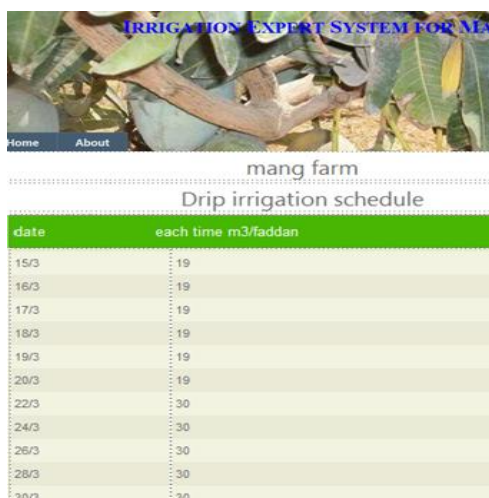 IRRIGATION EXPERT SYSTEM FOR MA
Home About
mang farm
Drip irrigation schedule
date each time m3/faddan
15/3 19
16/3 19
17/3 19
18/3 19
19/3 19
20/3 19
22/3 30
24/3 30
26/3 30
28/3 30
30/3 30